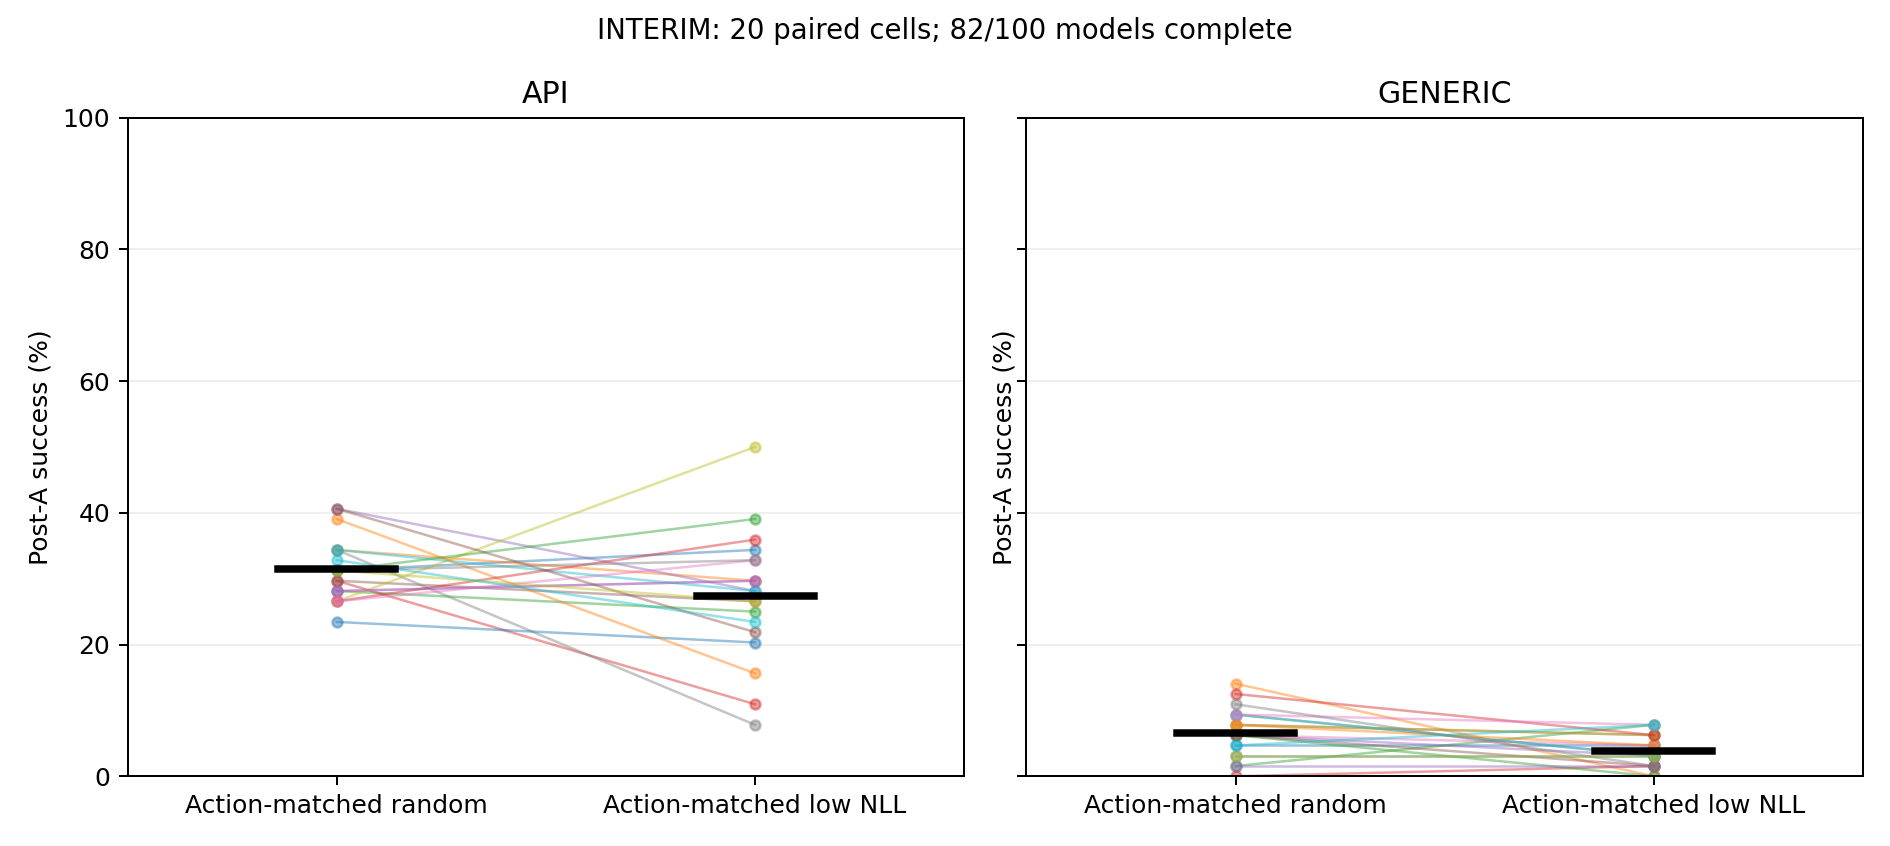 INTERIM: 20 paired cells; 82/100 models complete
API
Post-A success (%)
100
80
60
40
20
0
Action-matched random
Action-matched low NLL
GENERIC
Post-A success (%)
Action-matched random
Action-matched low NLL